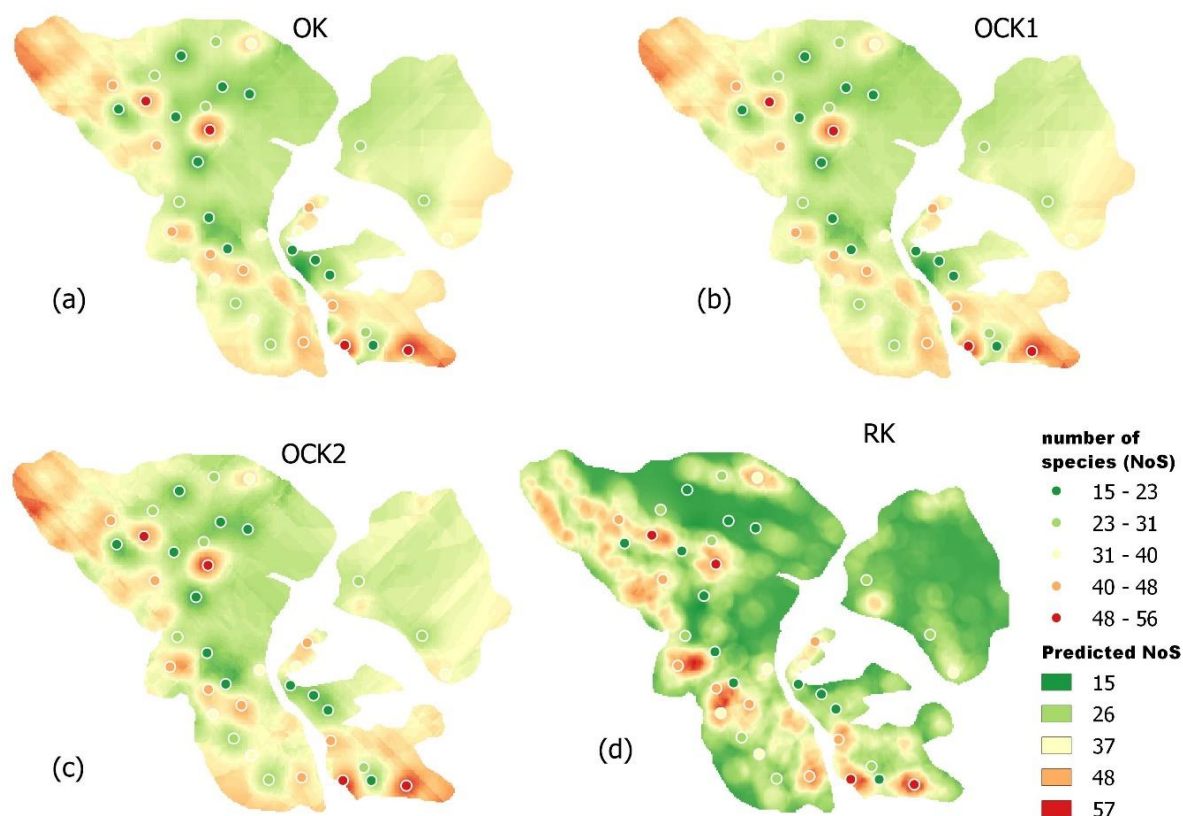 OK
OCK1
(a)
(b)
OCK2
RK
(c)
(d)
number of
species (NoS)
15 - 23
23 - 31
31 - 40
40 - 48
48 - 56
Predicted NoS
15
26
37
48
57